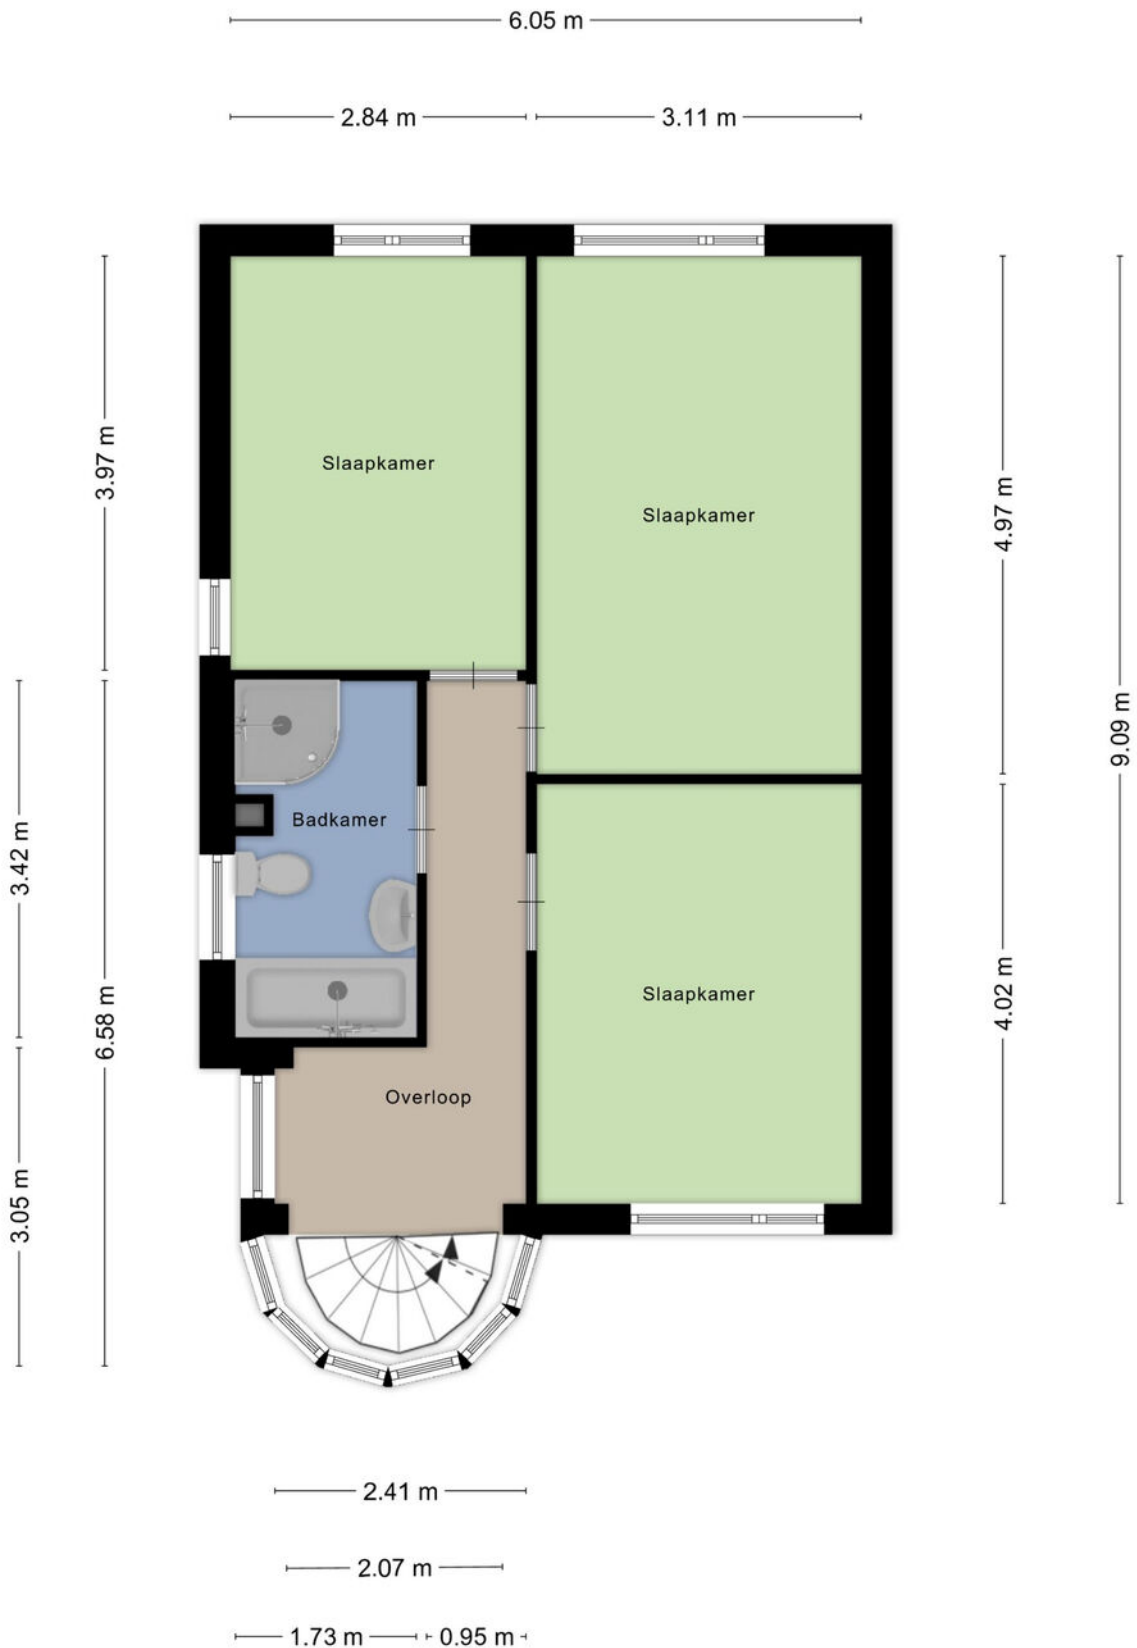 6.05 m
2.84 m
3.11 m
3.97 m
Slaapkamer
Slaapkamer
4.97 m
9.09 m
3.42 m
Badkamer
6.58 m
Slaapkamer
4.02 m
Overloop
3.05 m
2.41 m
2.07 m
1.73 m
0.95 m